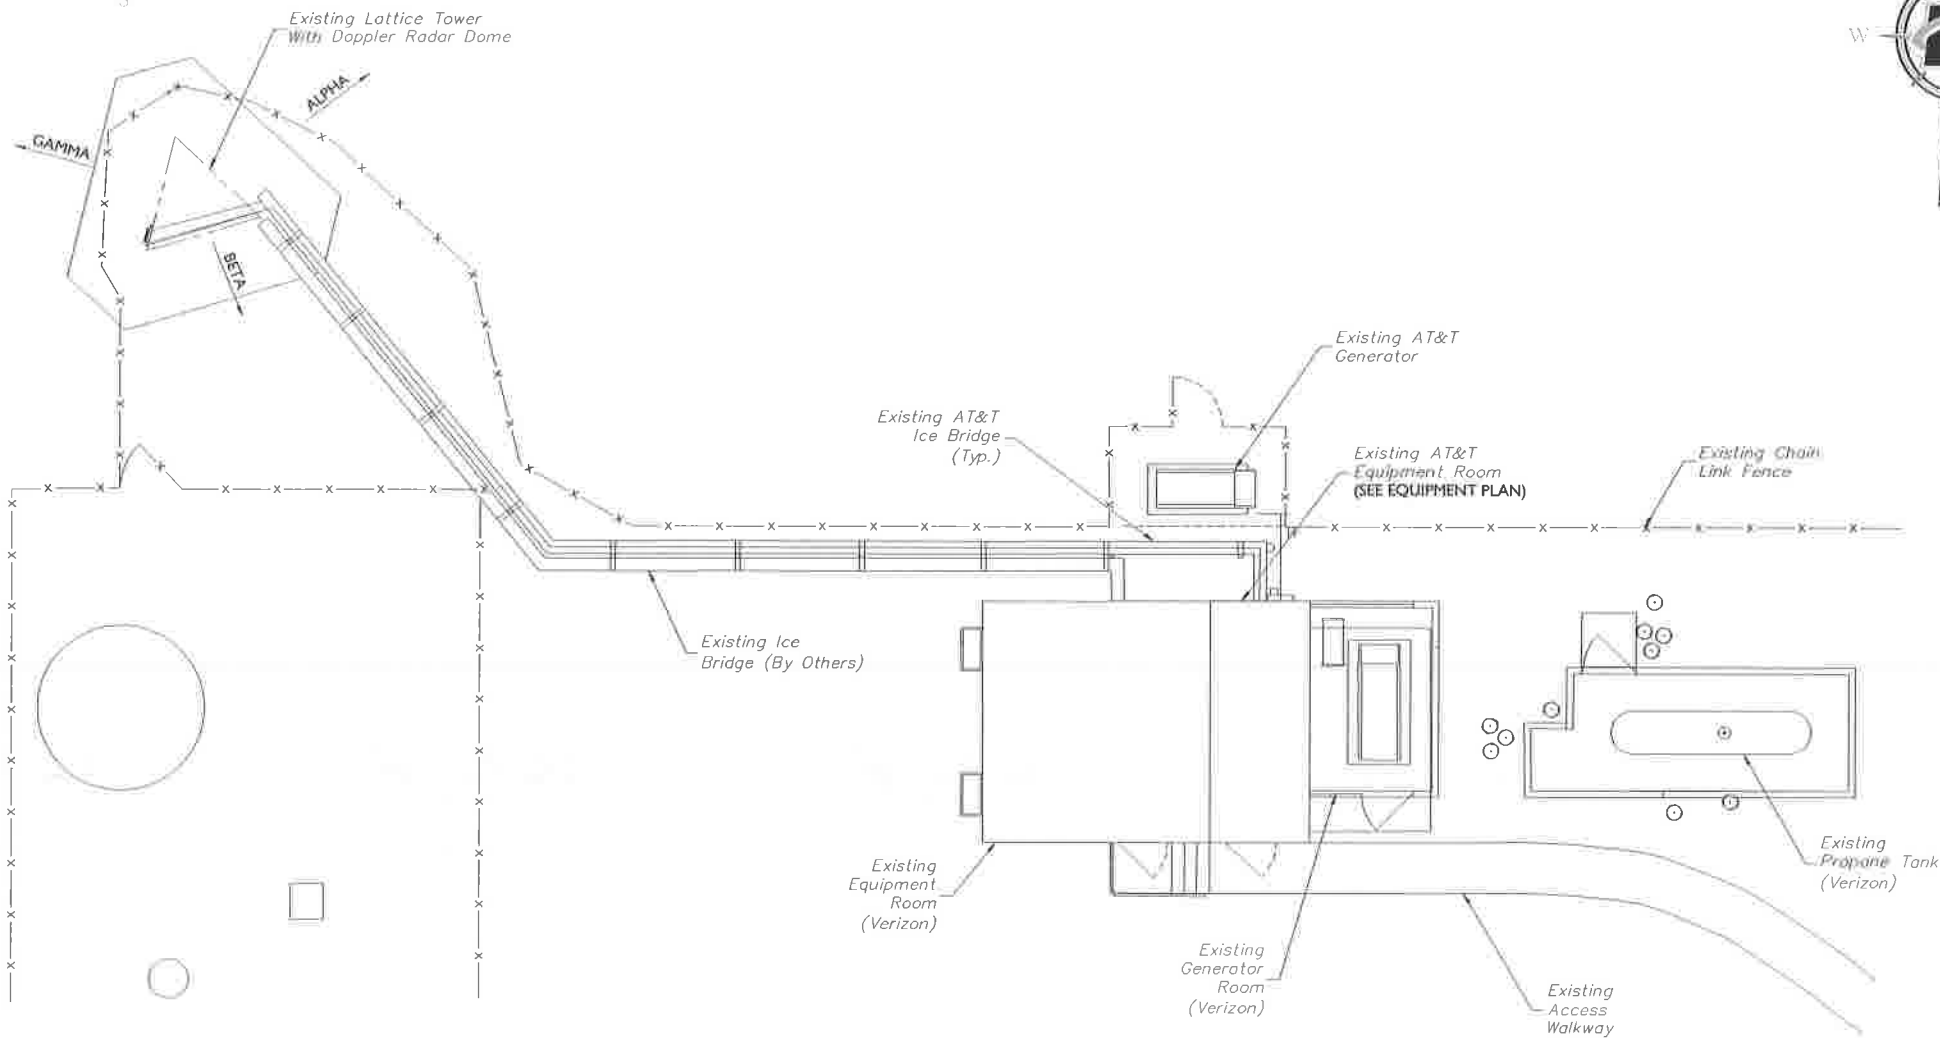 Existing Lattice Tower
With Doppler Radar Dome
W
ALPHA
GAMMA
BETA
Existing AT&T
Generator
Existing AT&T
Ice Bridge
(Typ.)
Existing AT&T
Equipment Room
(SEE EQUIPMENT PLAN)
Existing Chain
Link Fence
Existing Ice
Bridge (By Others)
Existing
Equipment
Room
(Verizon)
Existing
Propane Tank
(Verizon)
Existing
Generator
Room
(Verizon)
Existing
Access
Walkway